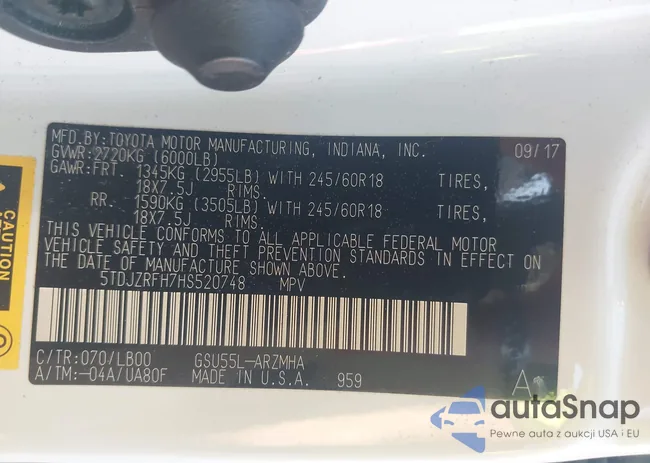 MFD.BY:TOYOTA MOTOR MANUFACTURING, INDIANA, INC. 09/17
GVWR:2720KG (6000LB)
GAWR:FRT. 1345KG (2955LB) WITH 245/60R18 TIRES,
18X7.5J RIMS.
RR. 1590KG (3505LB) WITH 245/60R18 TIRES,
18X7.5J RIMS.
THIS VEHICLE CONFORMS TO ALL APPLICABLE FEDERAL MOTOR
VEHICLE SAFETY AND THEFT PREVENTION STANDARDS IN EFFECT ON
THE DATE OF MANUFACTURE SHOWN ABOVE.
5TDJZRFH7HS520748 MPV
C/TR:070/LB00 GSU55L-ARZMHA
A/TM:-04A/UA80F MADE IN U.S.A. 959
CAUTION
autaSnap
Pewne auta z aukcji USA i EU